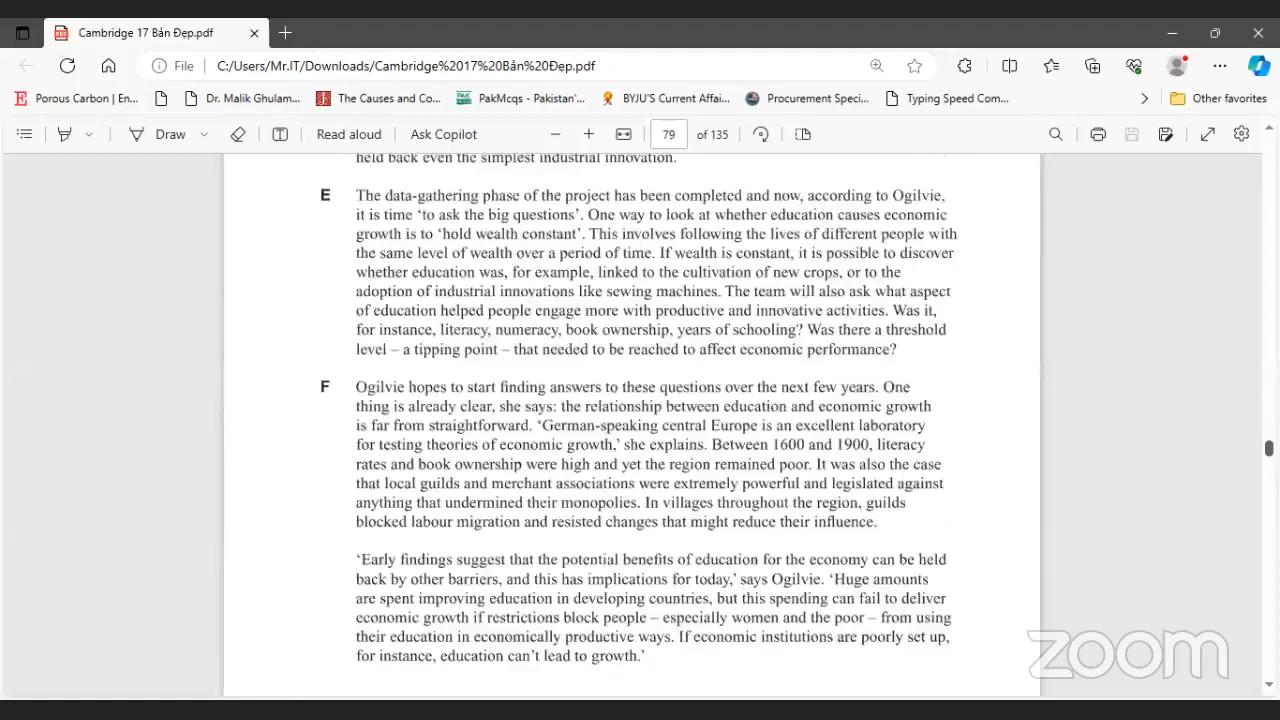 Cambridge 17 Bản Đẹp.pdf
File C:/Users/Mr.IT/Downloads/Cambridge%2017%20Bản%20Đẹp.pdf
Porous Carbon | En... Dr. Malik Ghulam... The Causes and Co... PakMcqs - Pakistan'... BYJU'S Current Affai... Procurement Speci... Typing Speed Com... Other favorites
Draw Read aloud Ask Copilot 79 of 135
held back even the simplest industrial innovation.
E The data-gathering phase of the project has been completed and now, according to Ogilvie,
it is time ‘to ask the big questions’. One way to look at whether education causes economic
growth is to ‘hold wealth constant’. This involves following the lives of different people with
the same level of wealth over a period of time. If wealth is constant, it is possible to discover
whether education was, for example, linked to the cultivation of new crops, or to the
adoption of industrial innovations like sewing machines. The team will also ask what aspect
of education helped people engage more with productive and innovative activities. Was it,
for instance, literacy, numeracy, book ownership, years of schooling? Was there a threshold
level – a tipping point – that needed to be reached to affect economic performance?
F Ogilvie hopes to start finding answers to these questions over the next few years. One
thing is already clear, she says: the relationship between education and economic growth
is far from straightforward. ‘German-speaking central Europe is an excellent laboratory
for testing theories of economic growth,’ she explains. Between 1600 and 1900, literacy
rates and book ownership were high and yet the region remained poor. It was also the case
that local guilds and merchant associations were extremely powerful and legislated against
anything that undermined their monopolies. In villages throughout the region, guilds
blocked labour migration and resisted changes that might reduce their influence.
‘Early findings suggest that the potential benefits of education for the economy can be held
back by other barriers, and this has implications for today,’ says Ogilvie. ‘Huge amounts
are spent improving education in developing countries, but this spending can fail to deliver
economic growth if restrictions block people – especially women and the poor – from using
their education in economically productive ways. If economic institutions are poorly set up,
for instance, education can’t lead to growth.’
zoom